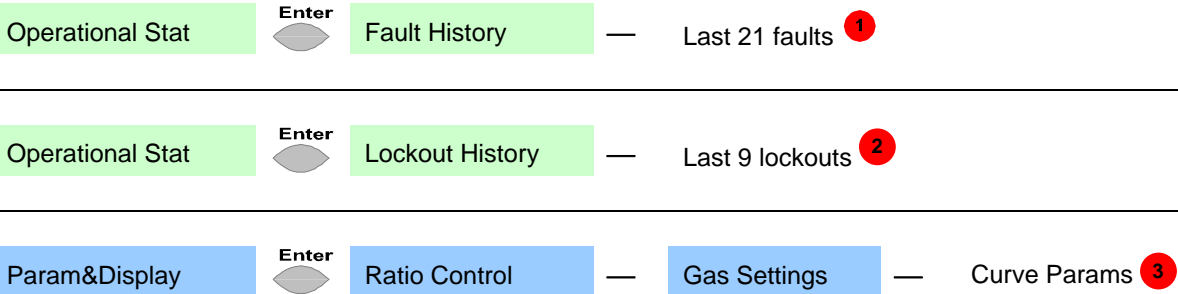 Operational Stat Enter Fault History — Last 21 faults 1
Operational Stat Enter Lockout History — Last 9 lockouts 2
Param&Display Enter Ratio Control — Gas Settings — Curve Params 3